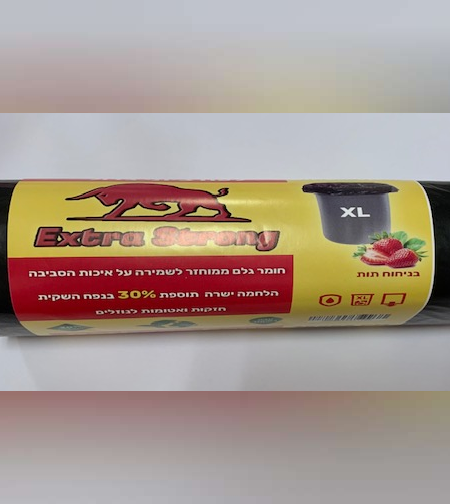 Extra Strong
XL
בניחוח תות
חומר גלם ממוחזר לשמירה על איכות הסביבה
הלחמה ישרה תוספת 30% בנפח השקית
חזקות ואטומות לנוזלים